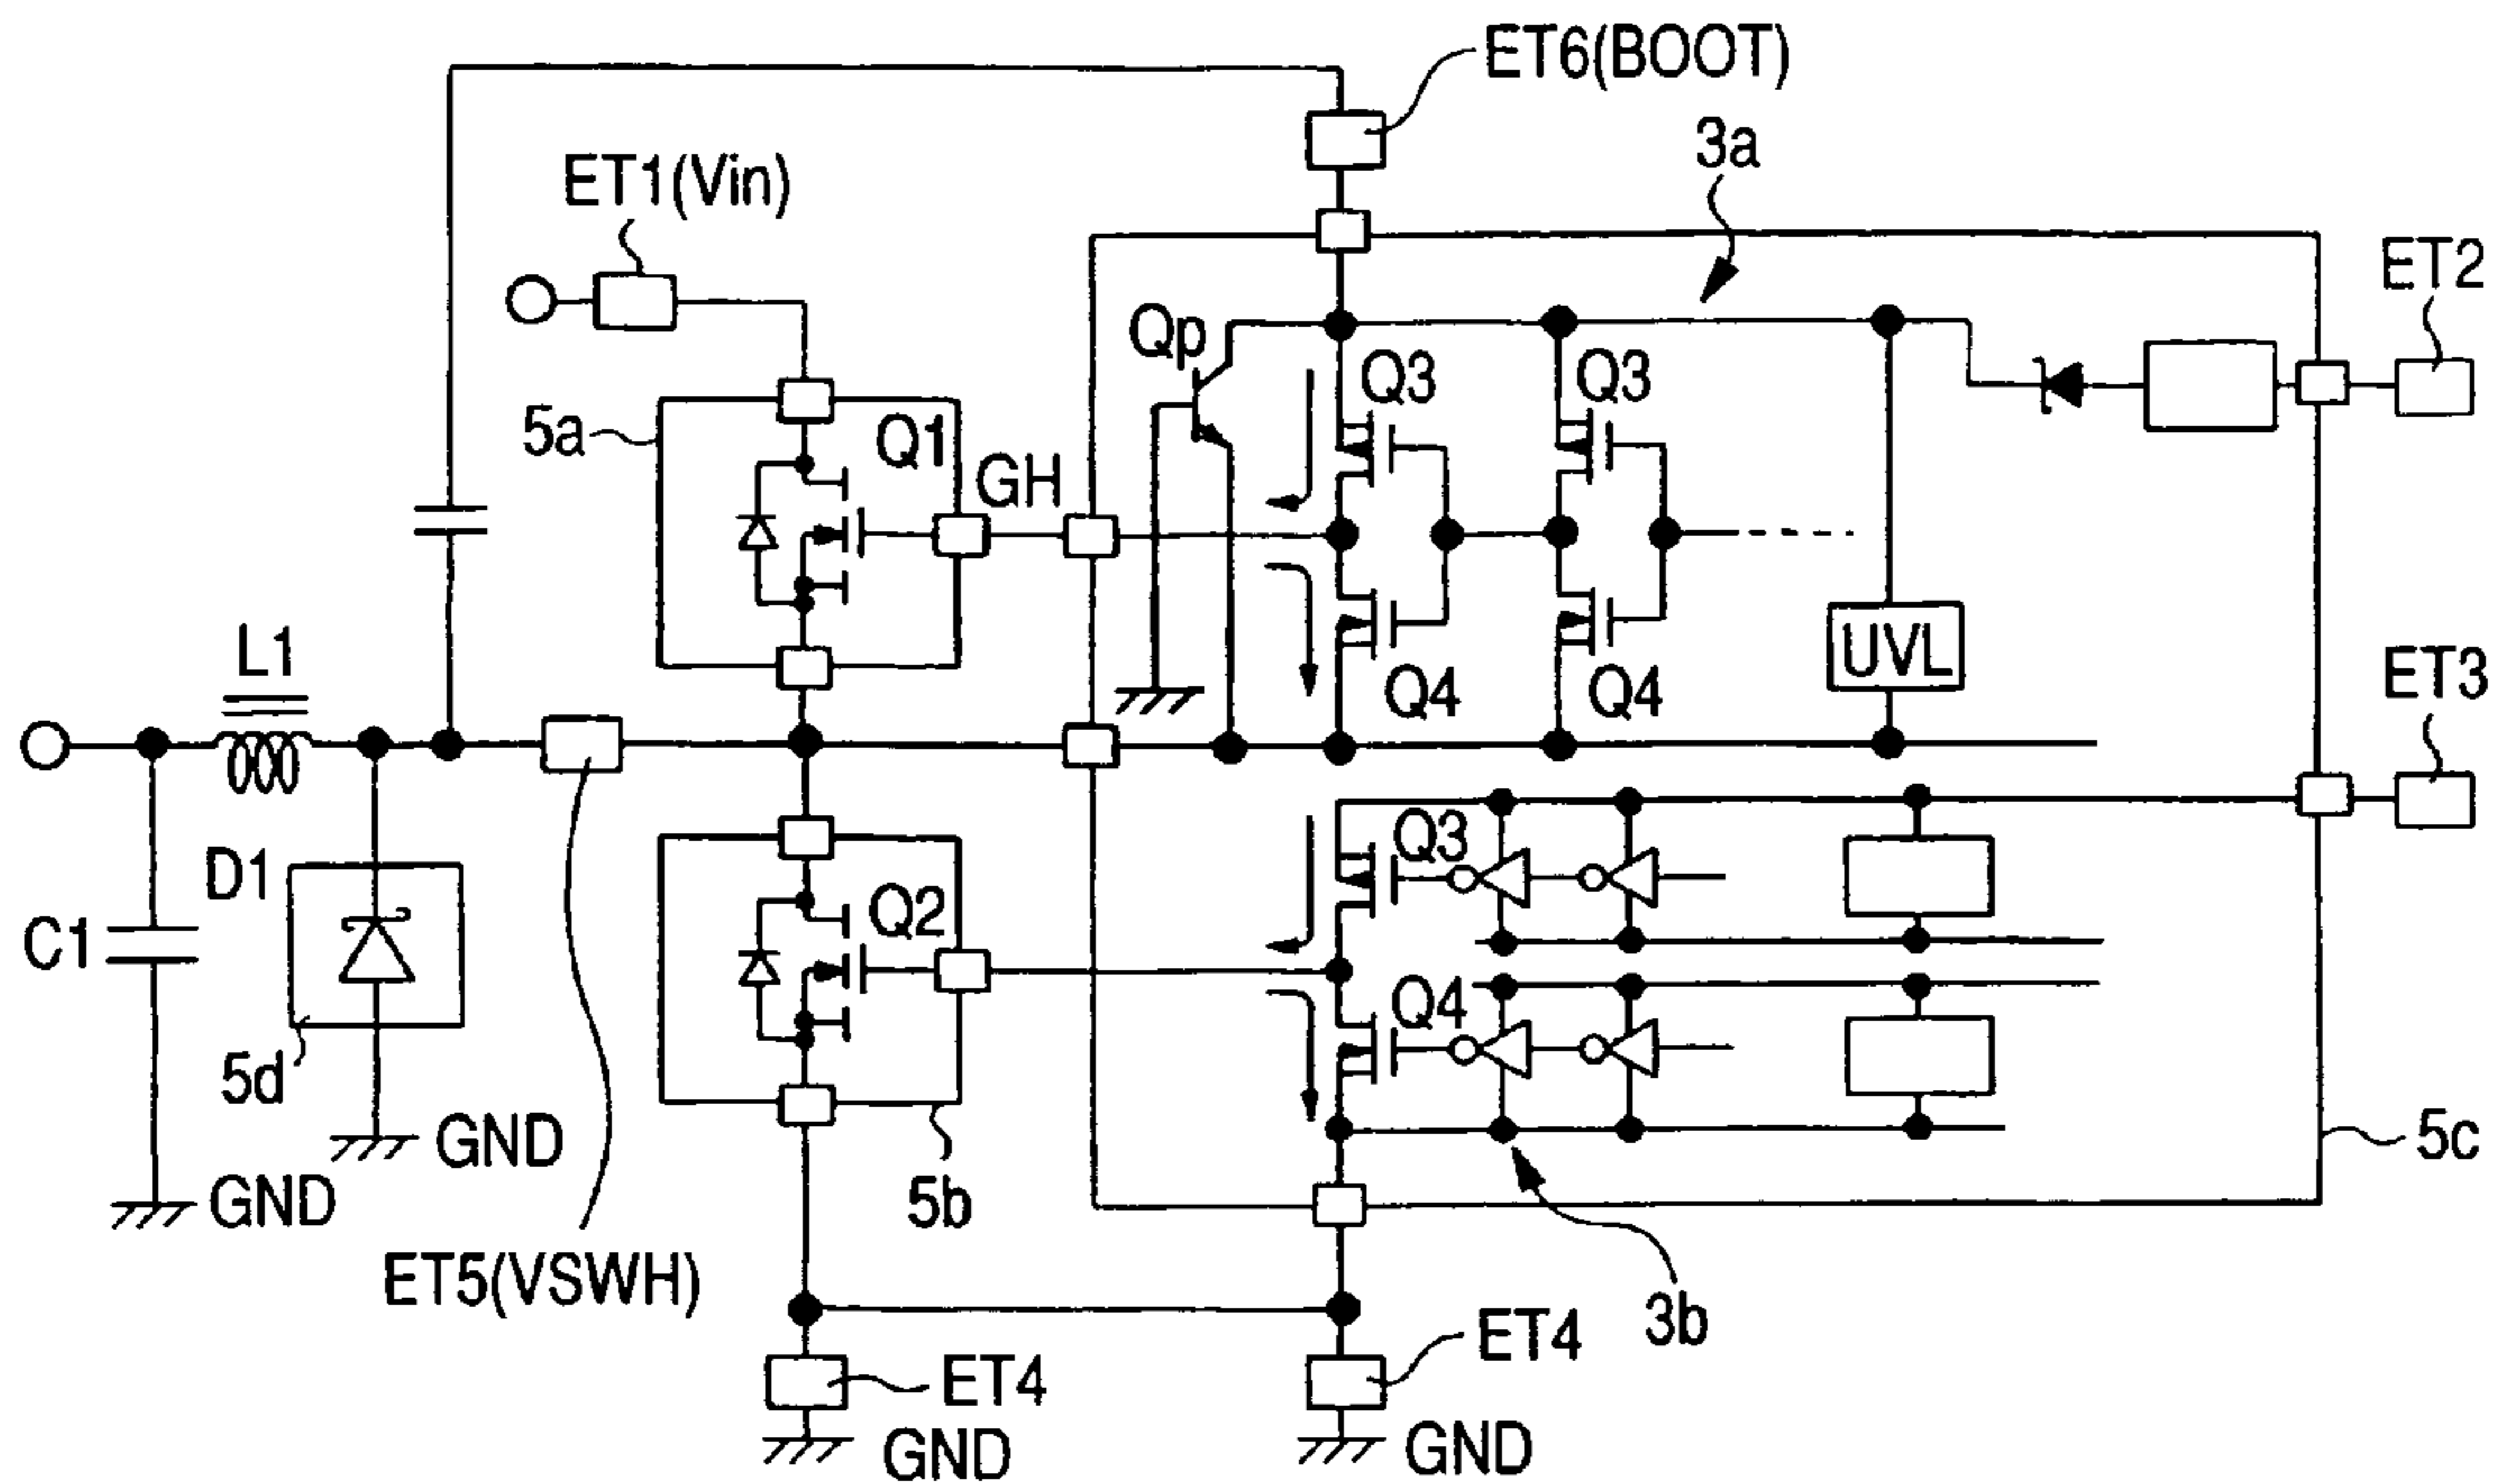 ET6(BOOT)
3a
ET1(Vin)
ET2
Qp
Q3
Q3
5a
Q1
GH
L1
UVL
Q4
Q4
ET3
Q3
D1
Q2
C1
Q4
5d
GND
5c
GND
5b
ET5(VSWH)
3b
ET4
ET4
GND
GND